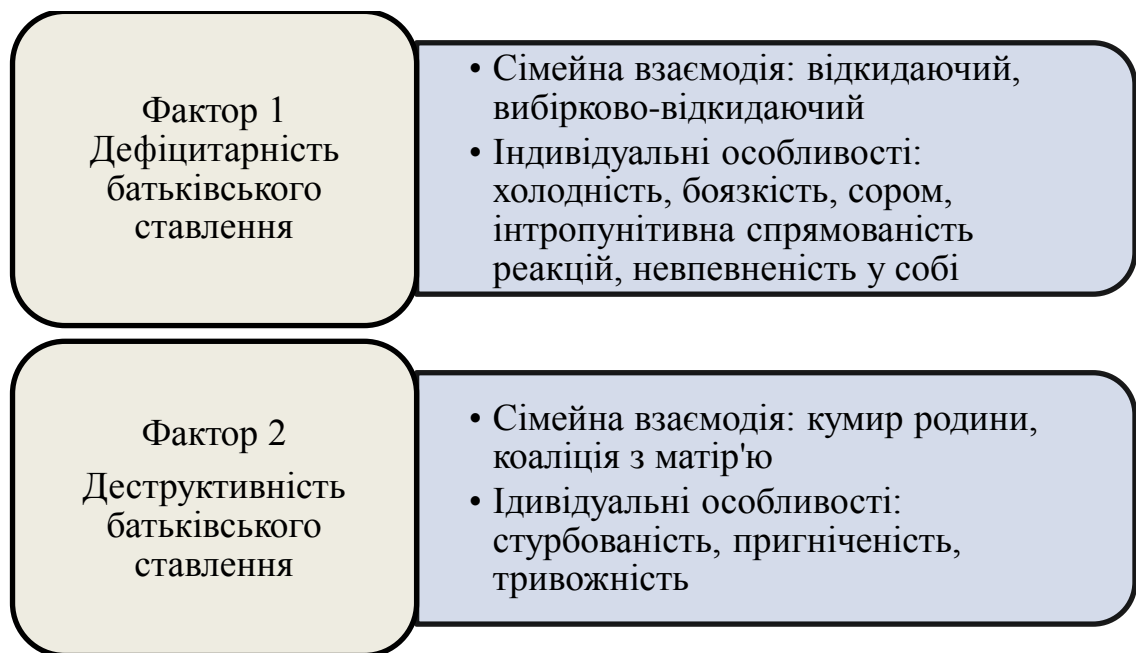 Фактор 1
Дефіцитарність
батьківського
ставлення
• Сімейна взаємодія: відкидаючий,
вибірково-відкидаючий
• Індивідуальні особливості:
холодність, боязкість, сором,
інтропунітивна спрямованість
реакцій, невпевненість у собі
Фактор 2
Деструктивність
батьківського
ставлення
• Сімейна взаємодія: кумир родини,
коаліція з матір'ю
• Ідивідуальні особливості:
стурбованість, пригніченість,
тривожність